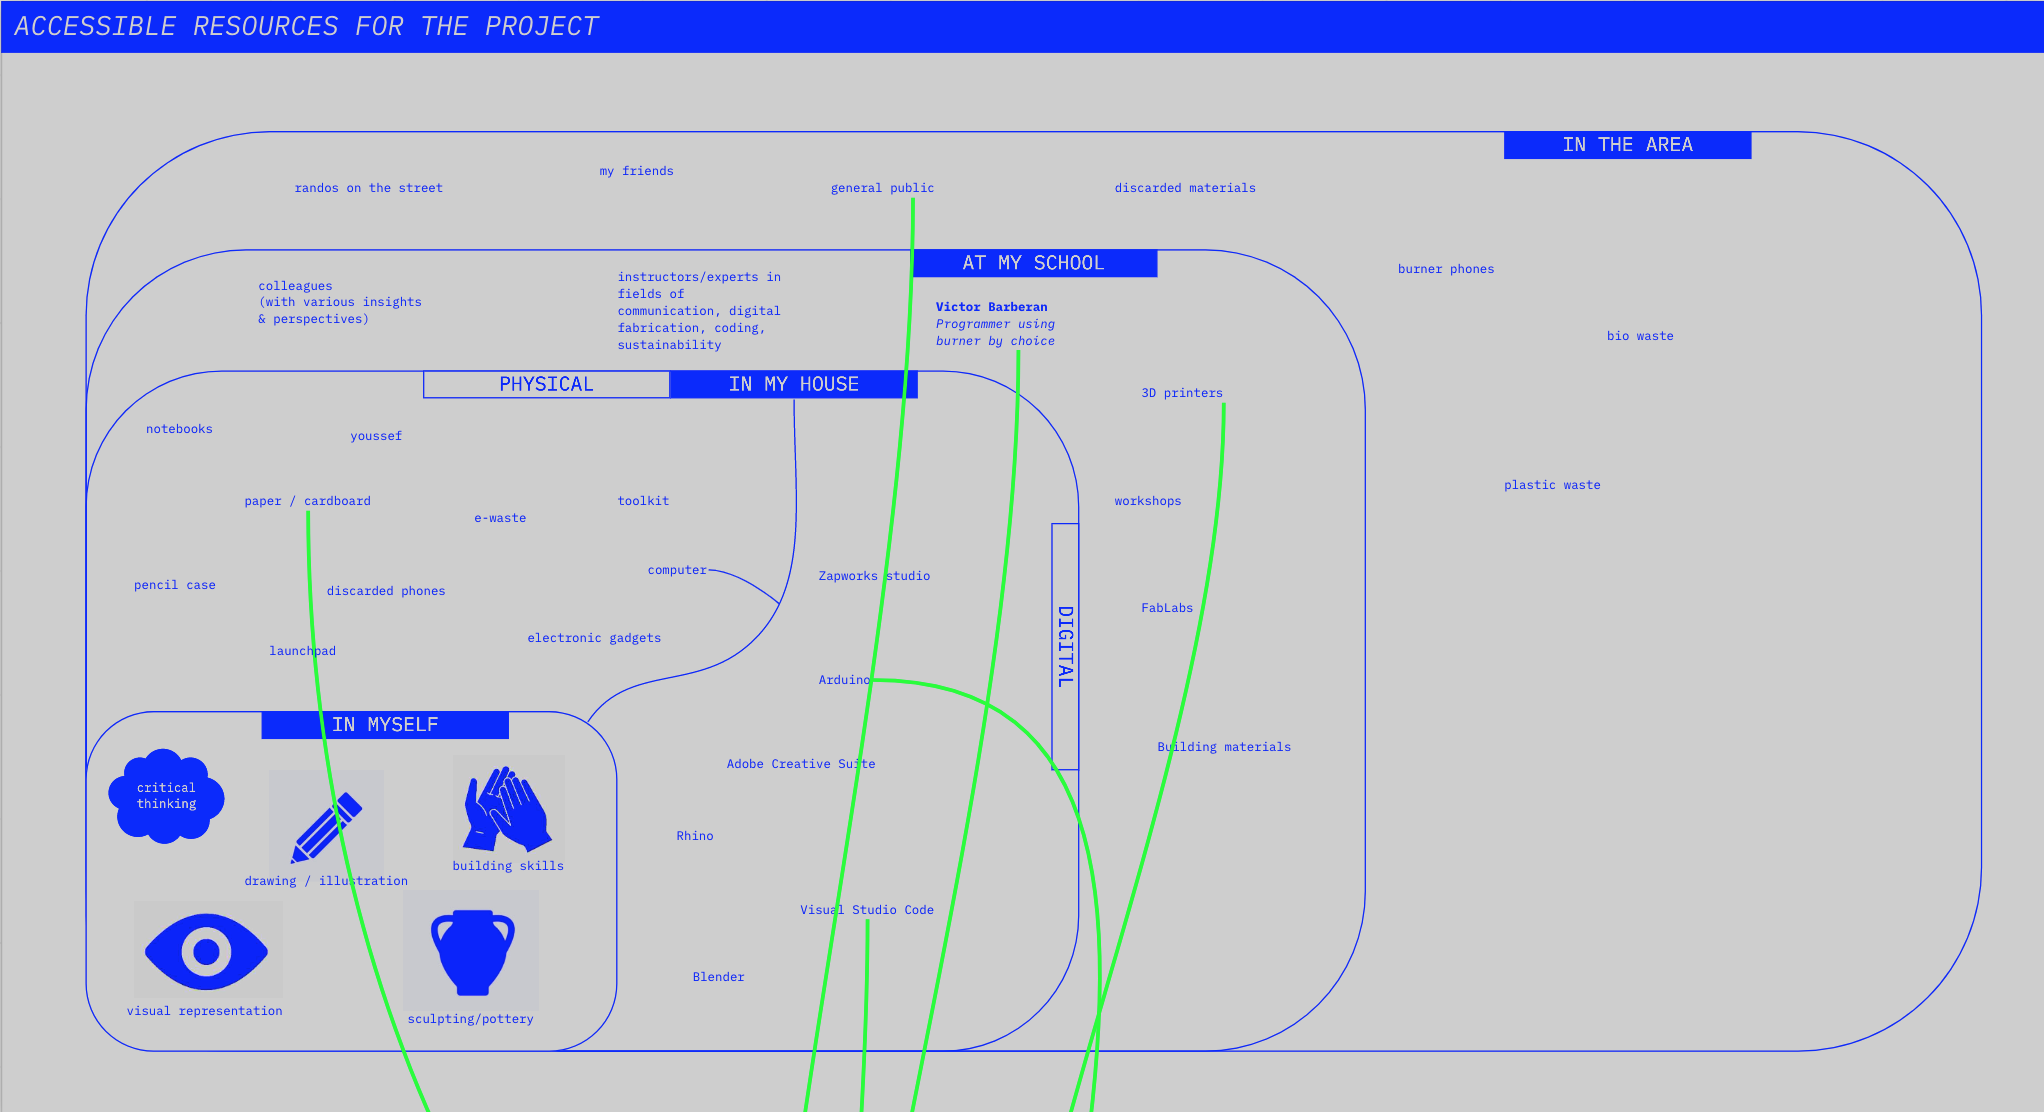 ACCESSIBLE RESOURCES FOR THE PROJECT
IN THE AREA
my friends
randos on the street
general public
discarded materials
burner phones
bio waste
plastic waste
AT MY SCHOOL
colleagues
(with various insights
& perspectives)
instructors/experts in
fields of
communication, digital
fabrication, coding,
sustainability
Victor Barberan
Programmer using
burner by choice
3D printers
workshops
FabLabs
Building materials
PHYSICAL
IN MY HOUSE
notebooks
youssef
paper / cardboard
e-waste
toolkit
computer
pencil case
discarded phones
electronic gadgets
launchpad
DIGITAL
Zapworks studio
Arduino
Adobe Creative Suite
Rhino
Visual Studio Code
Blender
IN MYSELF
critical
thinking
drawing / illustration
building skills
visual representation
sculpting/pottery